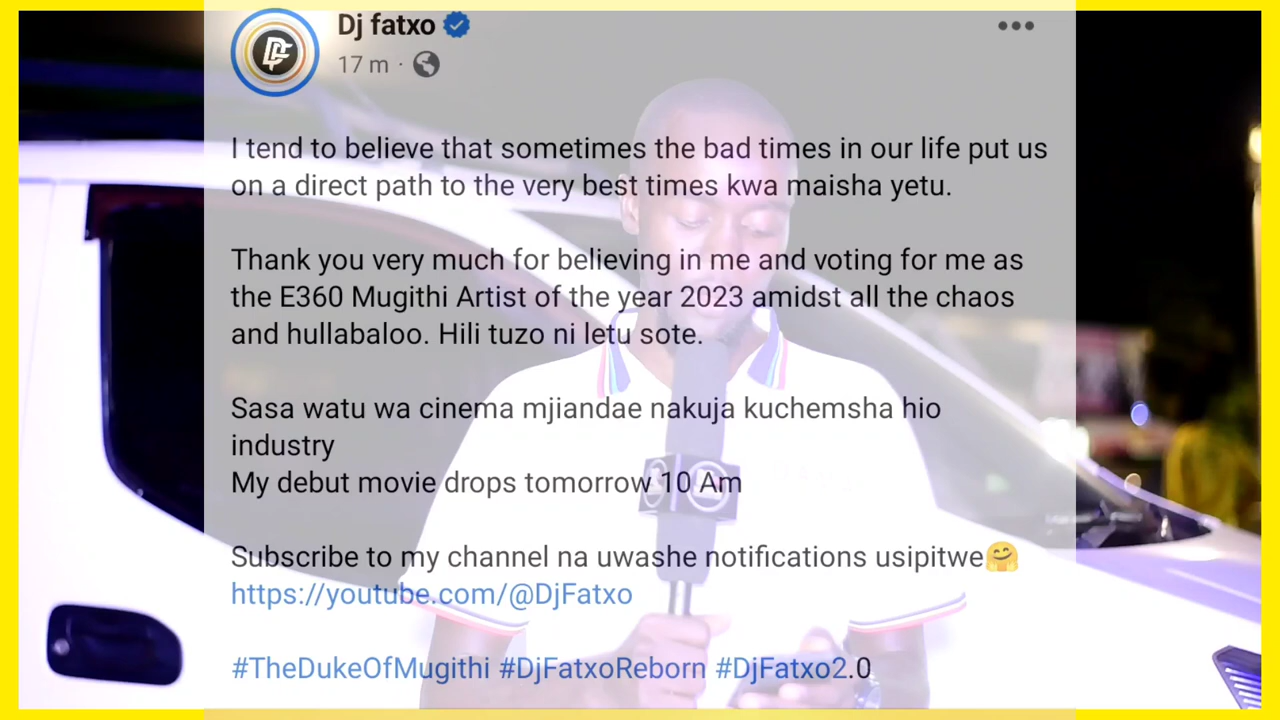 Dj fatxo
17 m ·
I tend to believe that sometimes the bad times in our life put us
on a direct path to the very best times kwa maisha yetu.
Thank you very much for believing in me and voting for me as
the E360 Mugithi Artist of the year 2023 amidst all the chaos
and hullabaloo. Hili tuzo ni letu sote.
Sasa watu wa cinema mjiandae nakuja kuchemsha hio
industry
My debut movie drops tomorrow 10 Am
Subscribe to my channel na uwashe notifications usipitwe🤗
https://youtube.com/@DjFatxo
#TheDukeOfMugithi #DjFatxoReborn #DjFatxo2.0